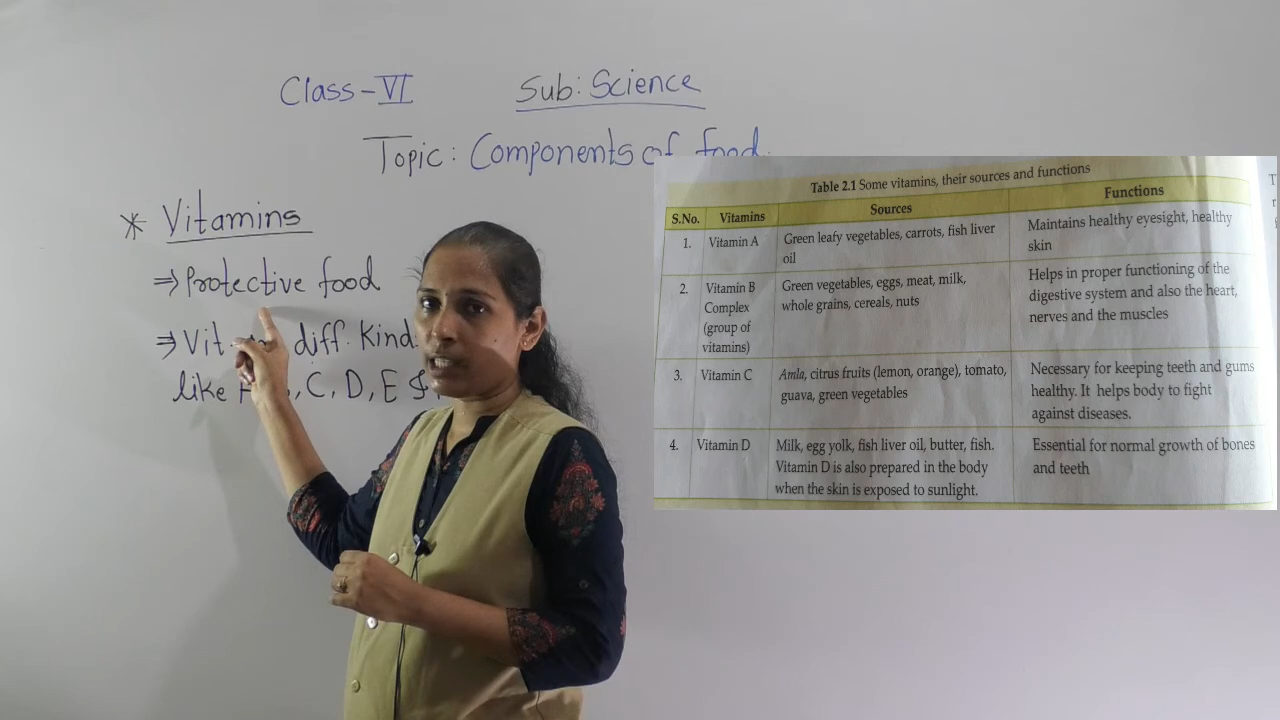 Class-VI Sub: Science
Topic: Components of food
* Vitamins
⇒ Protective food
⇒ diff. Kind
like C, D, E &
Table 2.1 Some vitamins, their sources and functions
S.No. Vitamins Sources Functions
1. Vitamin A Green leafy vegetables, carrots, fish liver oil Maintains healthy eyesight, healthy skin
2. Vitamin B Complex (group of vitamins) Green vegetables, eggs, meat, milk, whole grains, cereals, nuts Helps in proper functioning of the digestive system and also the heart, nerves and the muscles
3. Vitamin C Amla, citrus fruits (lemon, orange), tomato, guava, green vegetables Necessary for keeping teeth and gums healthy. It helps body to fight against diseases.
4. Vitamin D Milk, egg yolk, fish liver oil, butter, fish. Vitamin D is also prepared in the body when the skin is exposed to sunlight. Essential for normal growth of bones and teeth